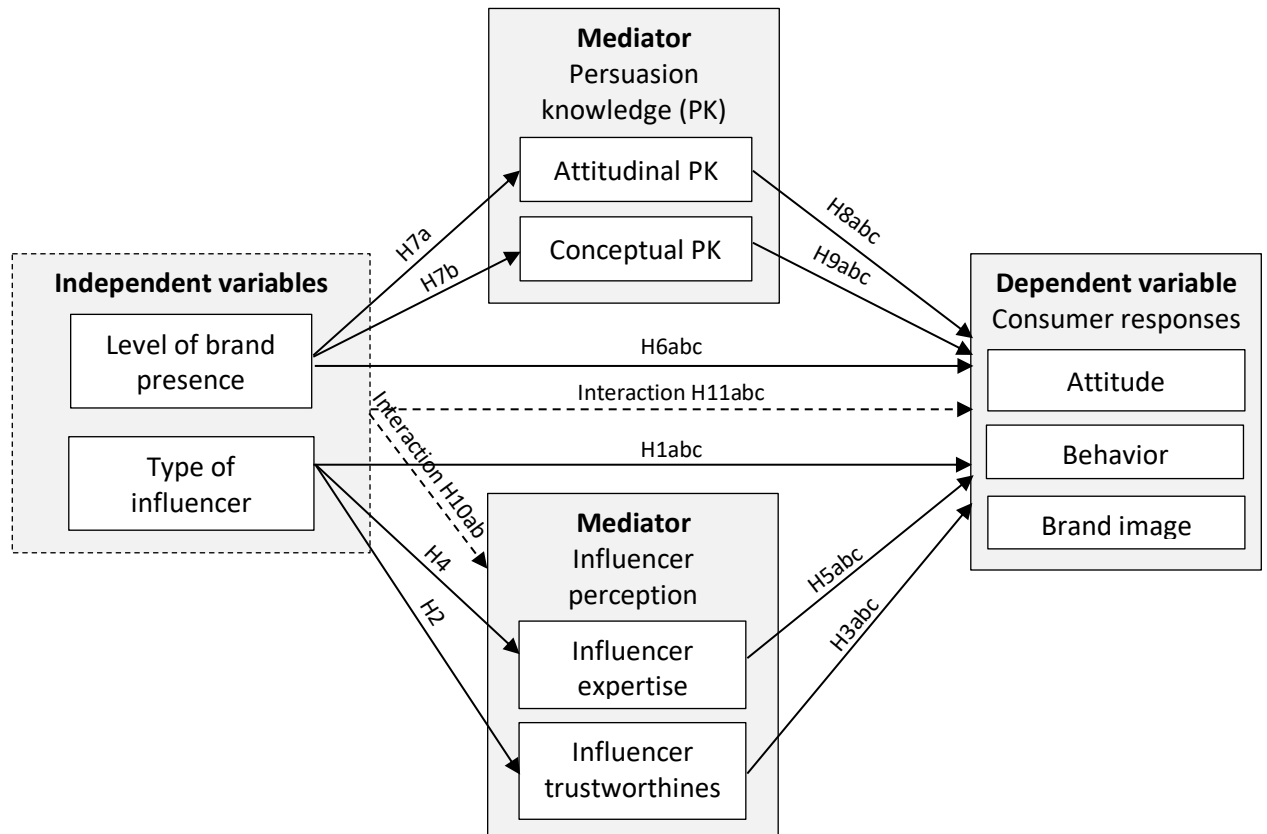 Mediator
Persuasion
knowledge (PK)
Attitudinal PK
Conceptual PK
H7a
H7b
H8abc
H9abc
Independent variables
Level of brand
presence
Type of
influencer
H6abc
Interaction H11abc
H1abc
Interaction H10ab
H4
H2
Dependent variable
Consumer responses
Attitude
Behavior
Brand image
Mediator
Influencer
perception
Influencer
expertise
Influencer
trustworthines
H5abc
H3abc